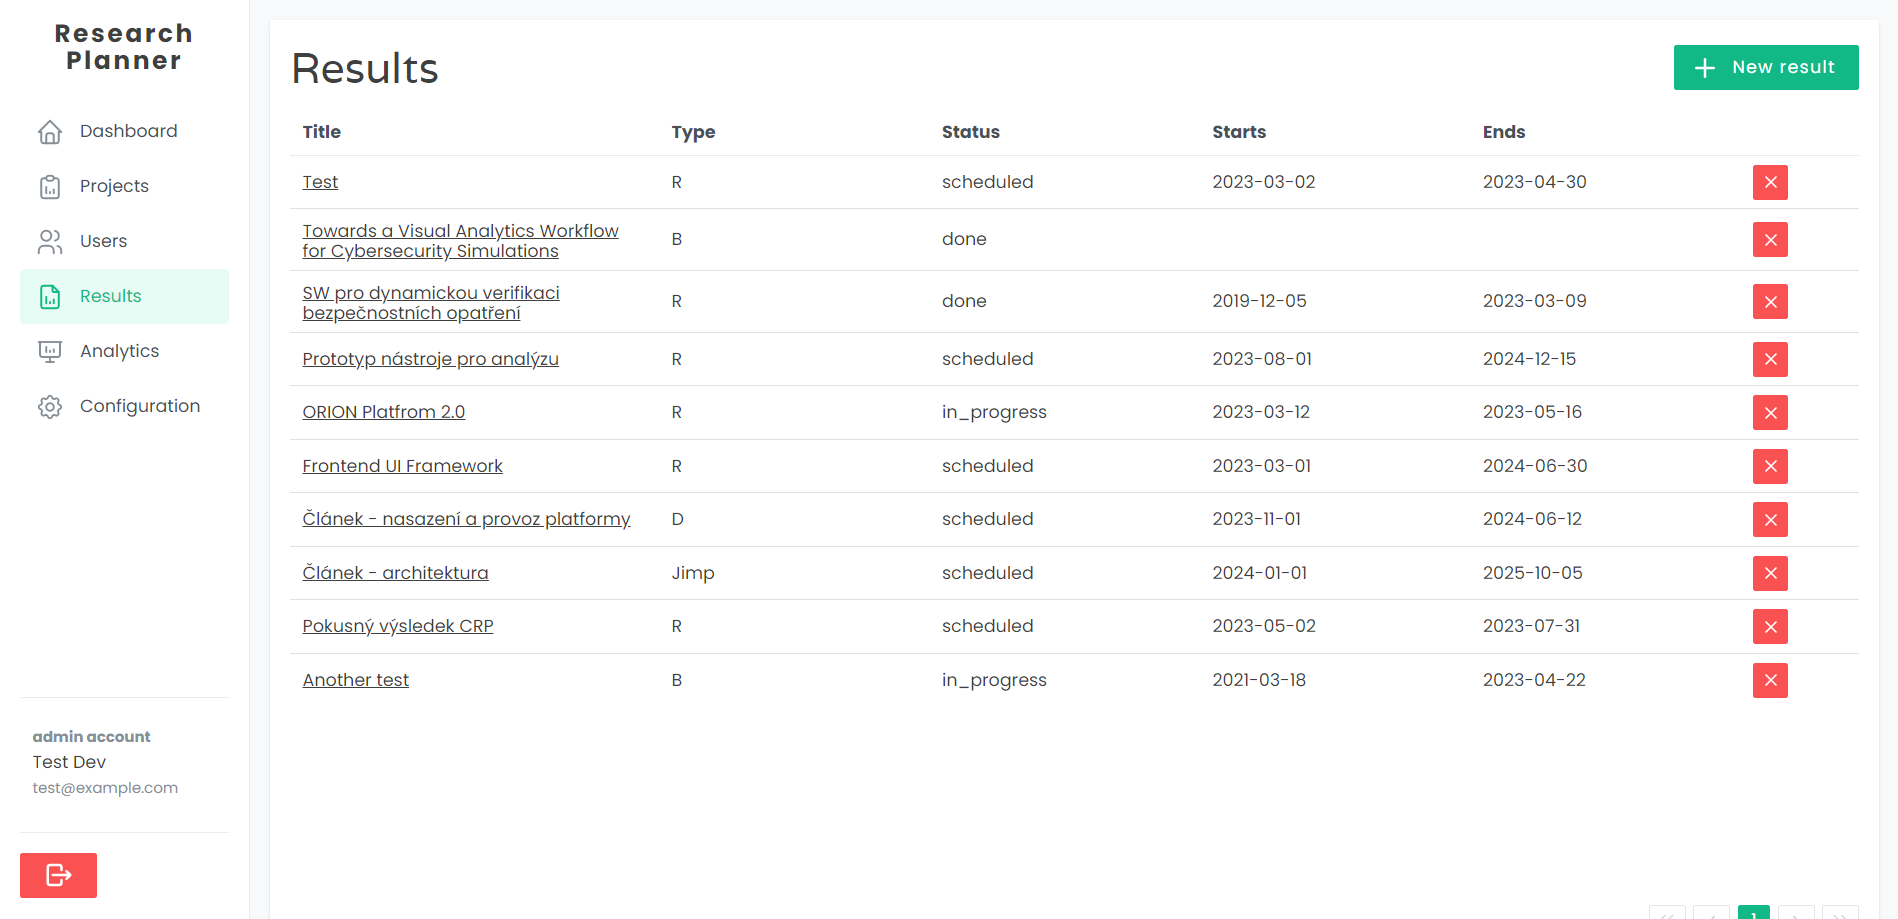 Research
Planner
Dashboard
Projects
Users
Results
Analytics
Configuration
admin account
Test Dev
test@example.com
Results
New result
Title Type Status Starts Ends
Test R scheduled 2023-03-02 2023-04-30
Towards a Visual Analytics Workflow
for Cybersecurity Simulations B done
SW pro dynamickou verifikaci
bezpečnostních opatření R done 2019-12-05 2023-03-09
Prototyp nástroje pro analýzu R scheduled 2023-08-01 2024-12-15
ORION Platfrom 2.0 R in_progress 2023-03-12 2023-05-16
Frontend UI Framework R scheduled 2023-03-01 2024-06-30
Článek - nasazení a provoz platformy D scheduled 2023-11-01 2024-06-12
Článek - architektura Jimp scheduled 2024-01-01 2025-10-05
Pokusný výsledek CRP R scheduled 2023-05-02 2023-07-31
Another test B in_progress 2021-03-18 2023-04-22
1